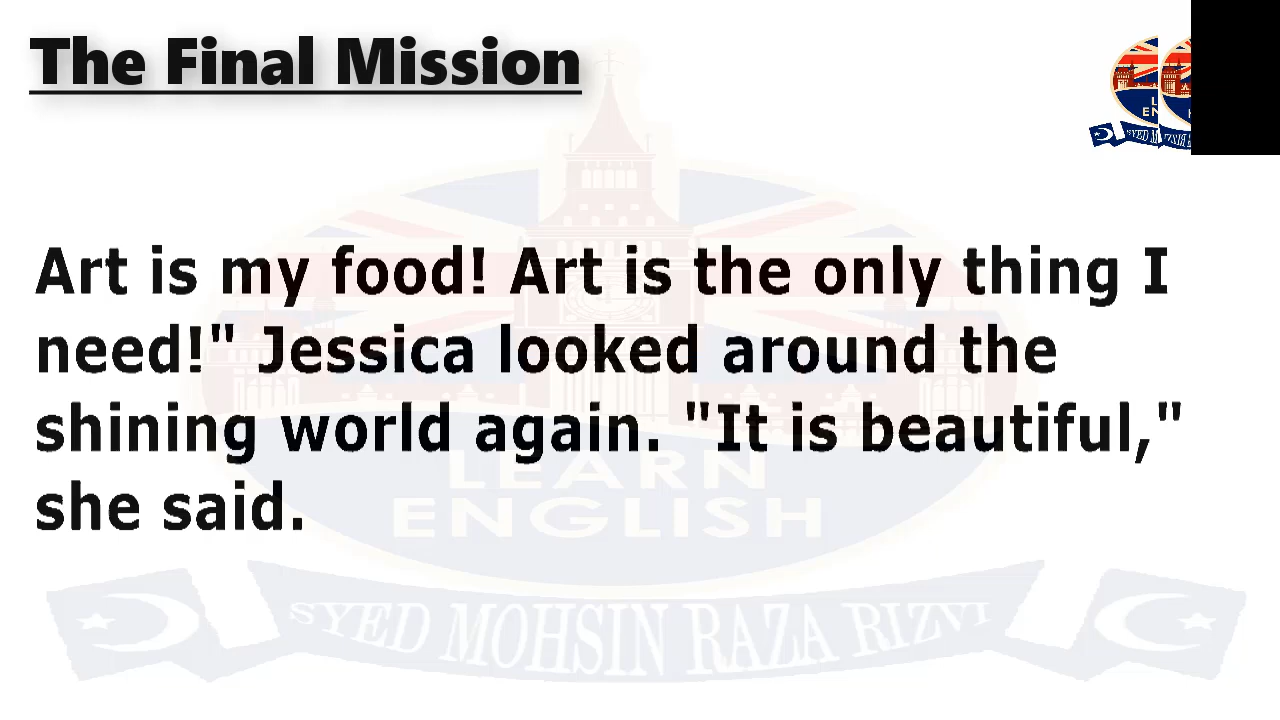 The Final Mission
Art is my food! Art is the only thing I
need!" Jessica looked around the
shining world again. "It is beautiful,"
she said.
LEARN
ENGLISH
SYED MOHSIN RAZA RIZVI